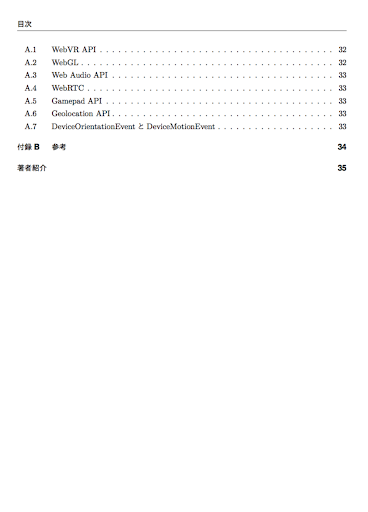 目次
A.1 WebVR API . . . . . . . . . . . . . . . . . . . . . . . . . . . . . . . . 32
A.2 WebGL . . . . . . . . . . . . . . . . . . . . . . . . . . . . . . . . . . 32
A.3 Web Audio API . . . . . . . . . . . . . . . . . . . . . . . . . . . . . . 33
A.4 WebRTC . . . . . . . . . . . . . . . . . . . . . . . . . . . . . . . . . . 33
A.5 Gamepad API . . . . . . . . . . . . . . . . . . . . . . . . . . . . . . . 33
A.6 Geolocation API . . . . . . . . . . . . . . . . . . . . . . . . . . . . . . 33
A.7 DeviceOrientationEvent と DeviceMotionEvent . . . . . . . . . . . . . . . . 33
付録 B 参考 34
著者紹介 35